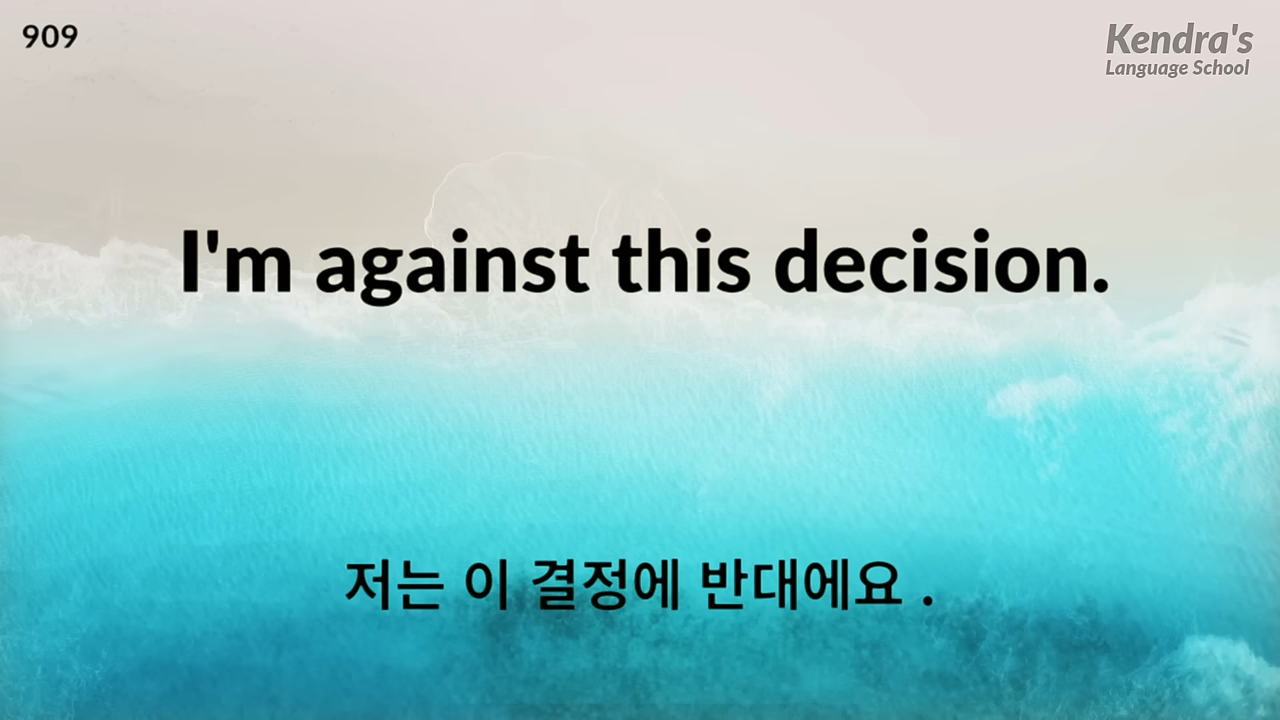 909
Kendra's
Language School
I'm against this decision.
저는 이 결정에 반대에요 .